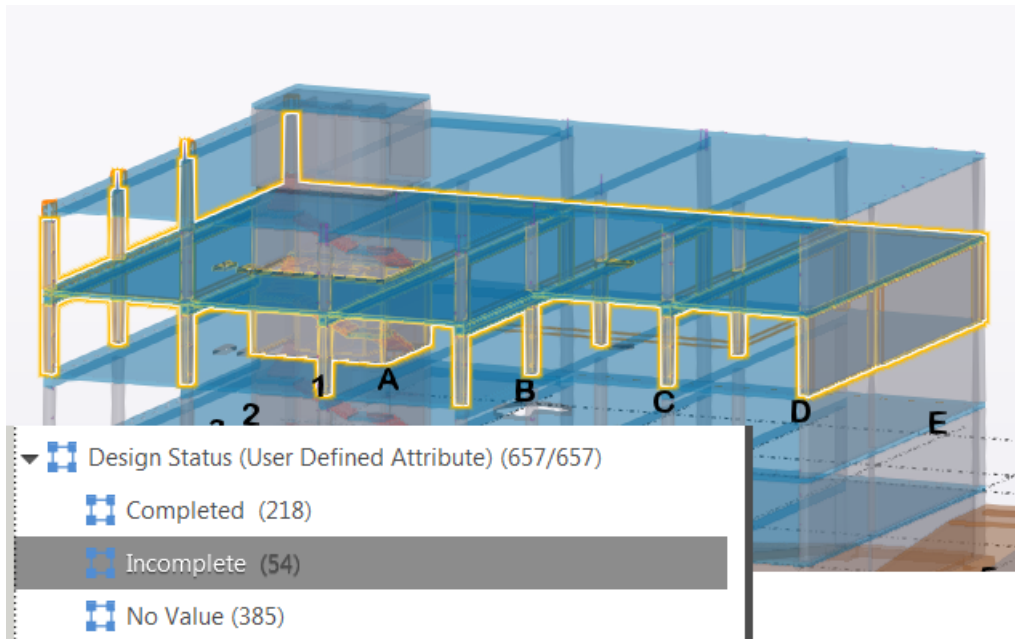 1
A
B
C
D
E
2
Design Status (User Defined Attribute) (657/657)
Completed (218)
Incomplete (54)
No Value (385)